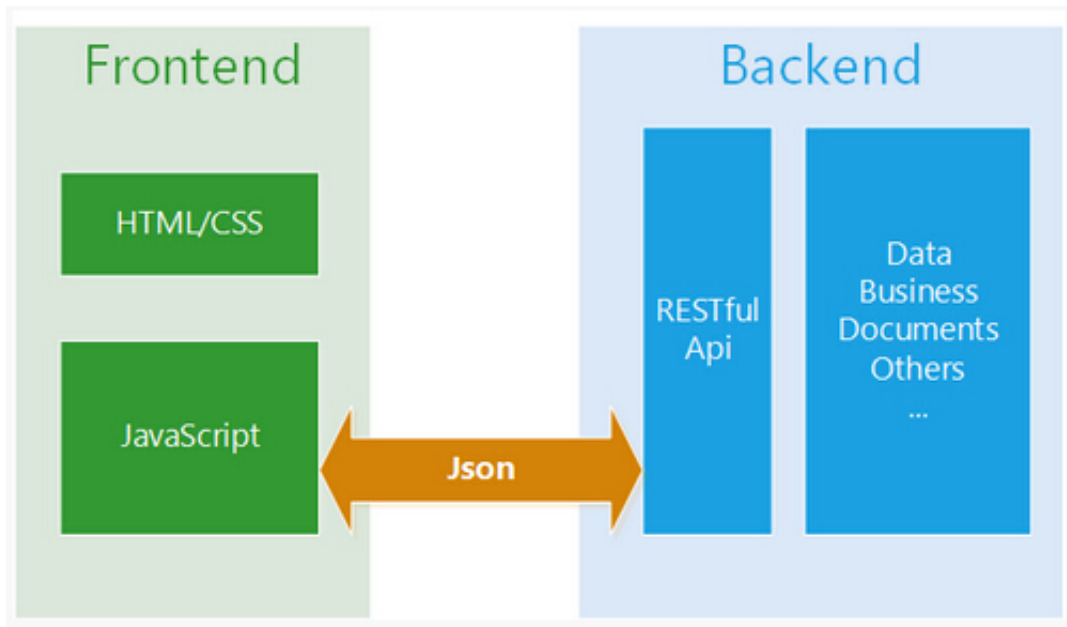 Frontend
HTML/CSS
JavaScript
Json
Backend
RESTful
Api
Data
Business
Documents
Others
...